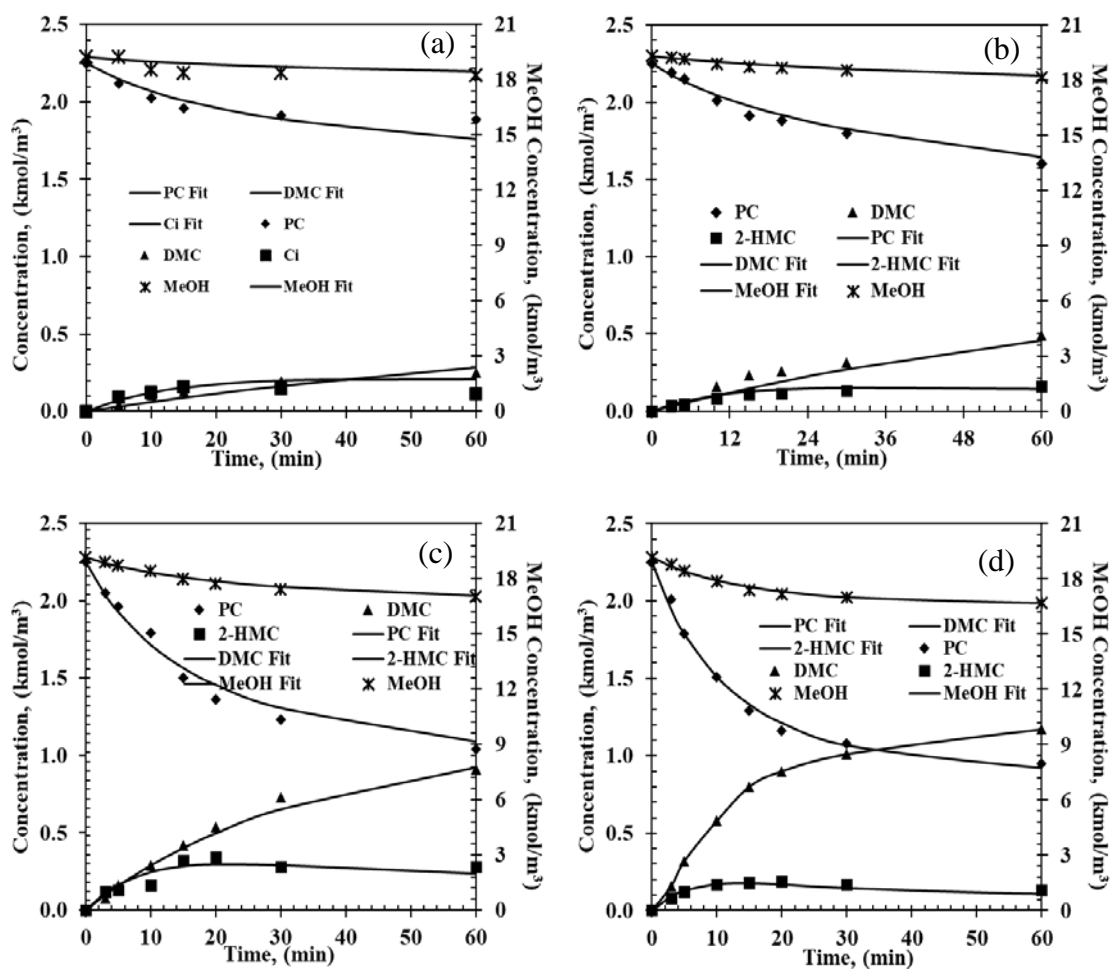 (a)
2.5
2.0
1.5
1.0
0.5
0.0
Concentration, (kmol/m³)
21
18
15
12
9
6
3
0
MeOH Concentration, (kmol/m³)
PC Fit DMC Fit
Ci Fit PC
DMC Ci
MeOH MeOH Fit
0 10 20 30 40 50 60
Time, (min)
(b)
2.5
2.0
1.5
1.0
0.5
0.0
Concentration, (kmol/m³)
21
18
15
12
9
6
3
0
MeOH Concentration, (kmol/m³)
PC DMC
2-HMC PC Fit
DMC Fit 2-HMC Fit
MeOH Fit MeOH
0 12 24 36 48 60
Time, (min)
(c)
2.5
2.0
1.5
1.0
0.5
0.0
Concentration, (kmol/m³)
21
18
15
12
9
6
3
0
MeOH Concentration, (kmol/m³)
PC DMC
2-HMC PC Fit
DMC Fit 2-HMC Fit
MeOH Fit MeOH
0 10 20 30 40 50 60
Time, (min)
(d)
2.5
2.0
1.5
1.0
0.5
0.0
Concentration, (kmol/m³)
21
18
15
12
9
6
3
0
MeOH Concentration, (kmol/m³)
PC Fit DMC Fit
2-HMC Fit PC
DMC 2-HMC
MeOH MeOH Fit
0 10 20 30 40 50 60
Time, (min)